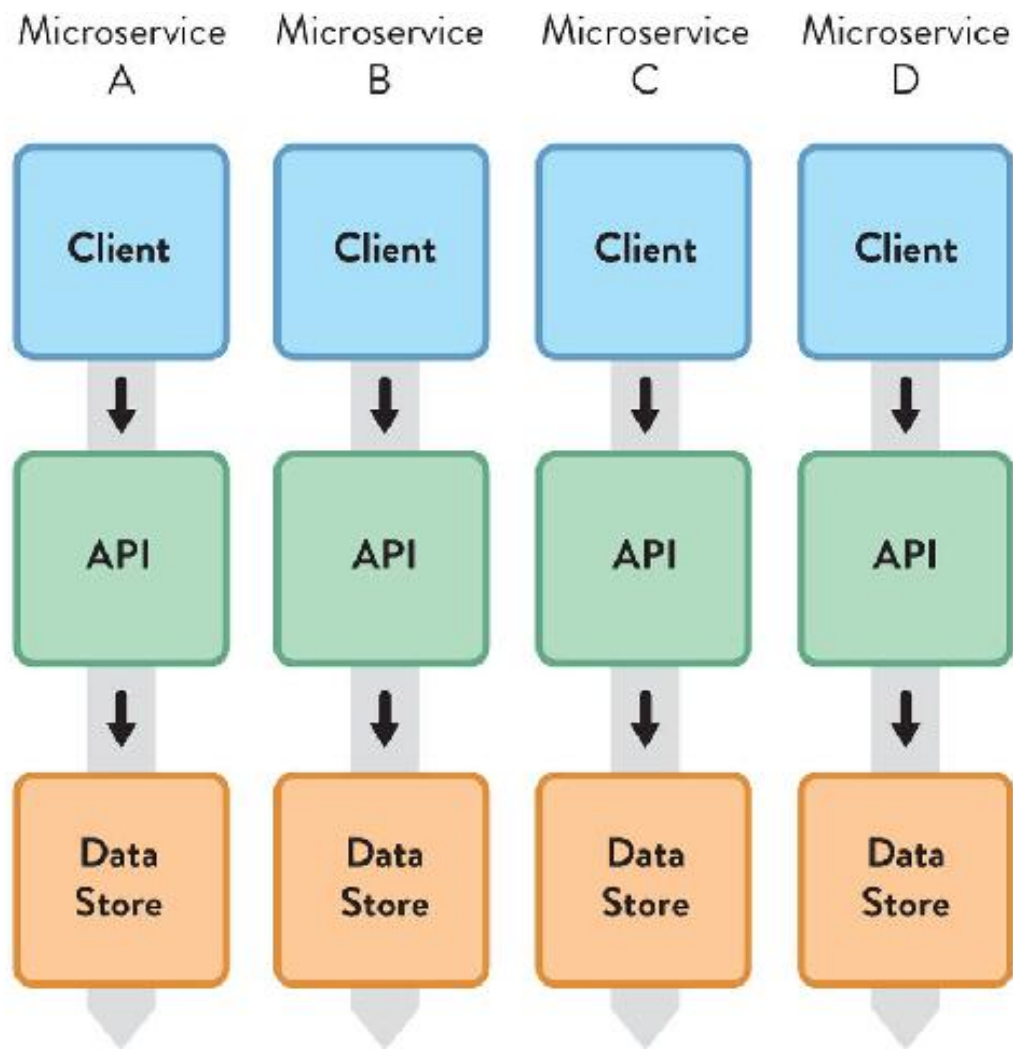 Microservice Microservice Microservice Microservice
A B C D
Client Client Client Client
API API API API
Data Data Data Data
Store Store Store Store